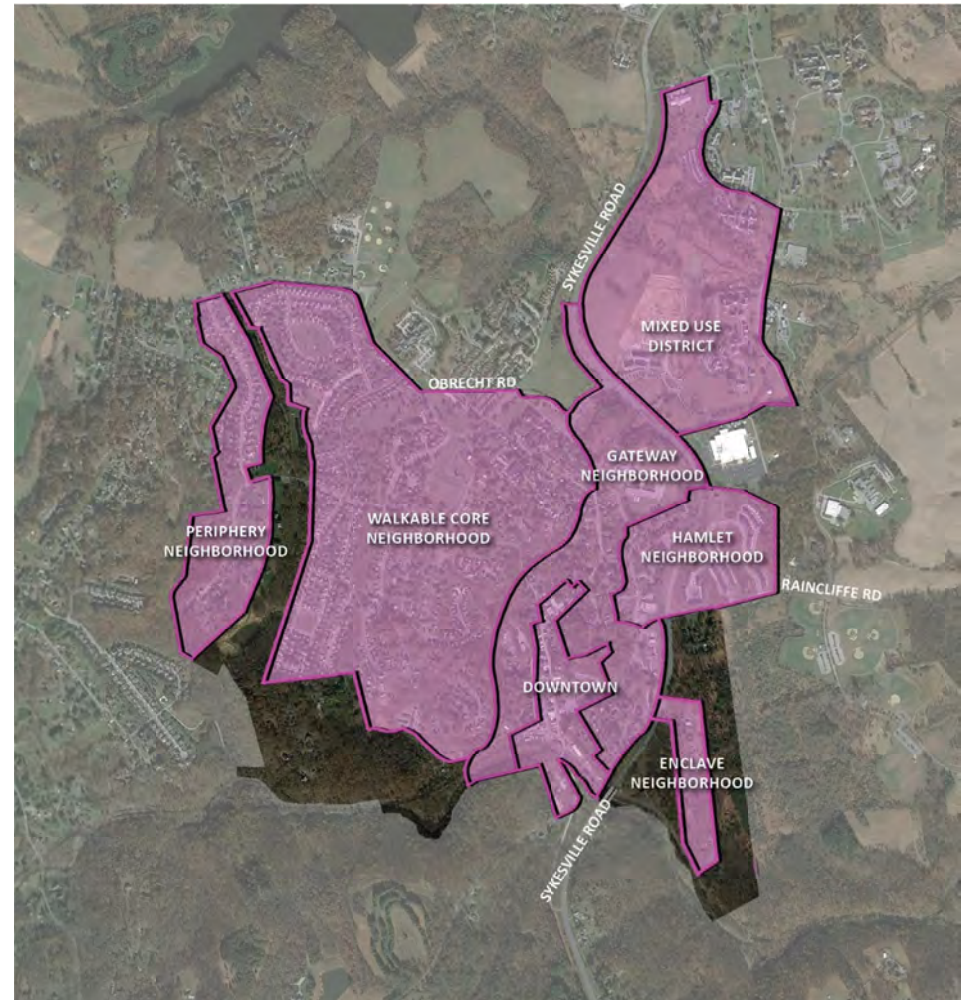 SYKESVILLE ROAD
MIXED USE
DISTRICT
OBRECHT RD
GATEWAY
NEIGHBORHOOD
WALKABLE CORE
NEIGHBORHOOD
PERIPHERY
NEIGHBORHOOD
HAMLET
NEIGHBORHOOD
RAINCLIFFE RD
DOWNTOWN
ENCLAVE
NEIGHBORHOOD
SYKESVILLE ROAD